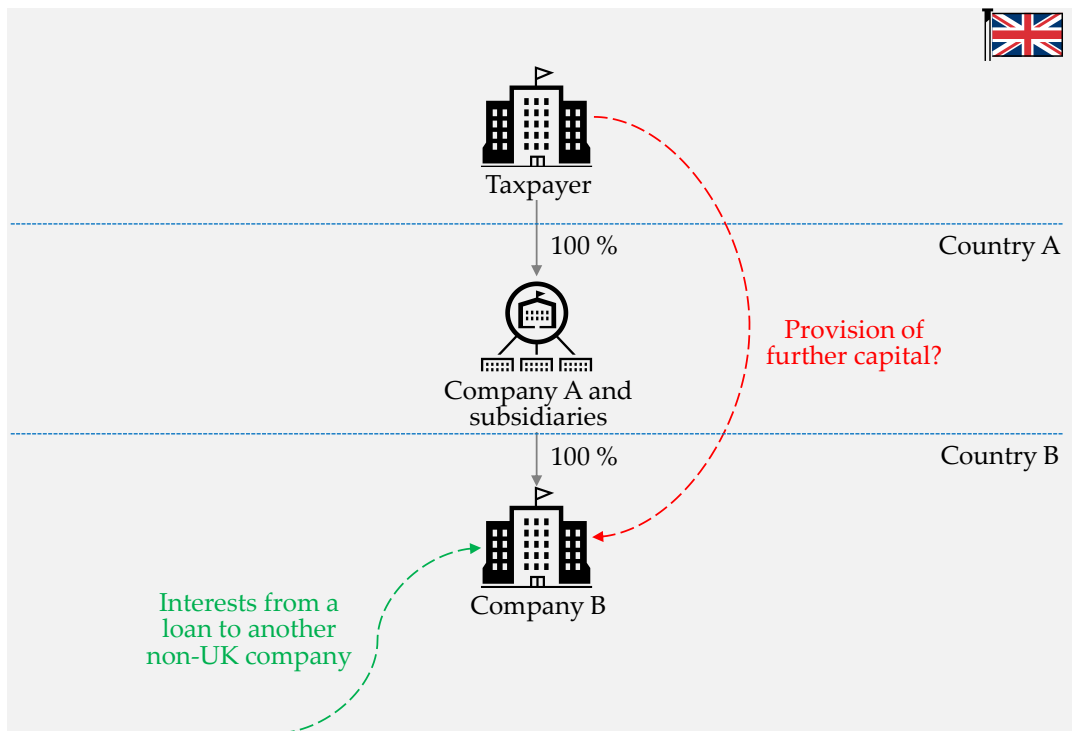 Taxpayer
100 %
Country A
Provision of
further capital?
Company A and
subsidiaries
100 %
Country B
Company B
Interests from a
loan to another
non-UK company